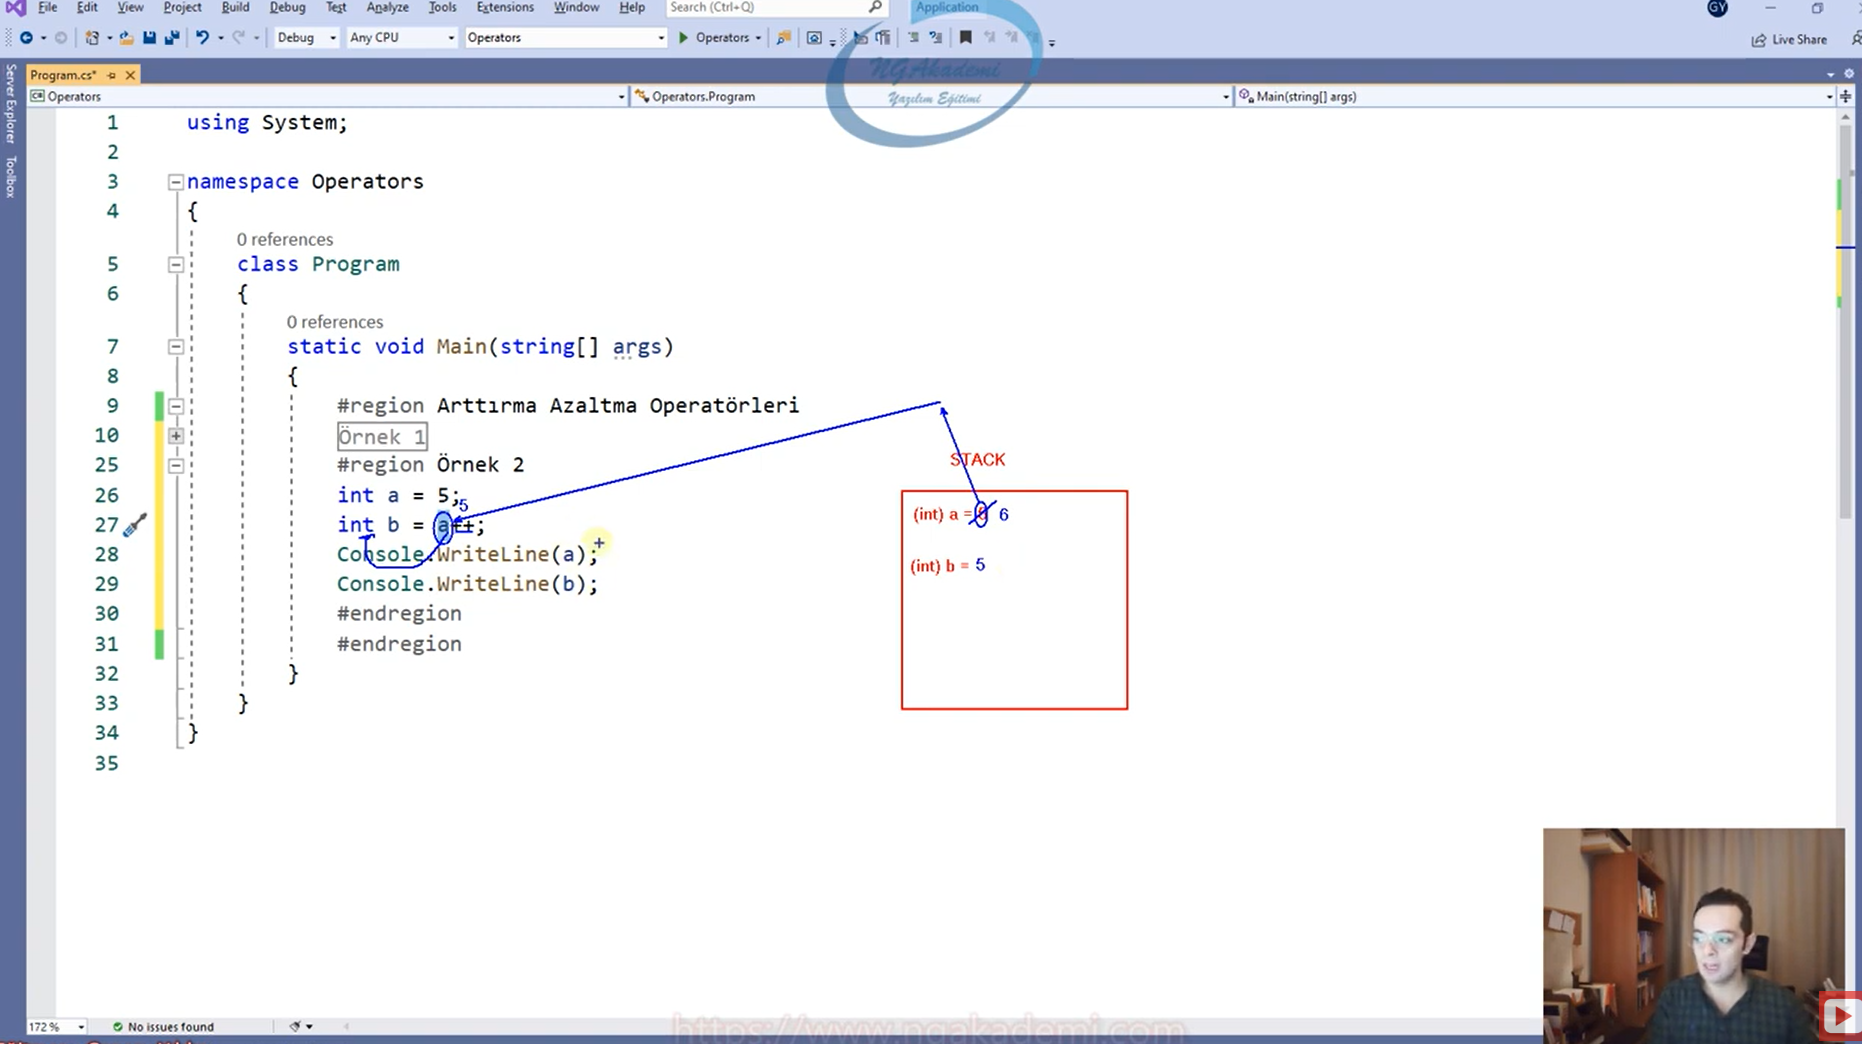 File Edit View Project Build Debug Test Analyze Tools Extensions Window Help Search (Ctrl+Q) Application GY
Debug Any CPU Operators Operators Live Share
NGAkademi
Yazılım Eğitimi
Program.cs*
Operators Operators.Program Main(string[] args)
Server Explorer
Toolbox
1 using System;
2
3 namespace Operators
4 {
0 references
5 class Program
6 {
0 references
7 static void Main(string[] args)
8 {
9 #region Arttırma Azaltma Operatörleri
10 Örnek 1
25 #region Örnek 2
26 int a = 5;
5
27 int b = a++;
28 Console.WriteLine(a);
29 Console.WriteLine(b);
30 #endregion
31 #endregion
32 }
33 }
34 }
35
STACK
(int) a = 6
(int) b = 5
172 % No issues found
https://www.ngakademi.com